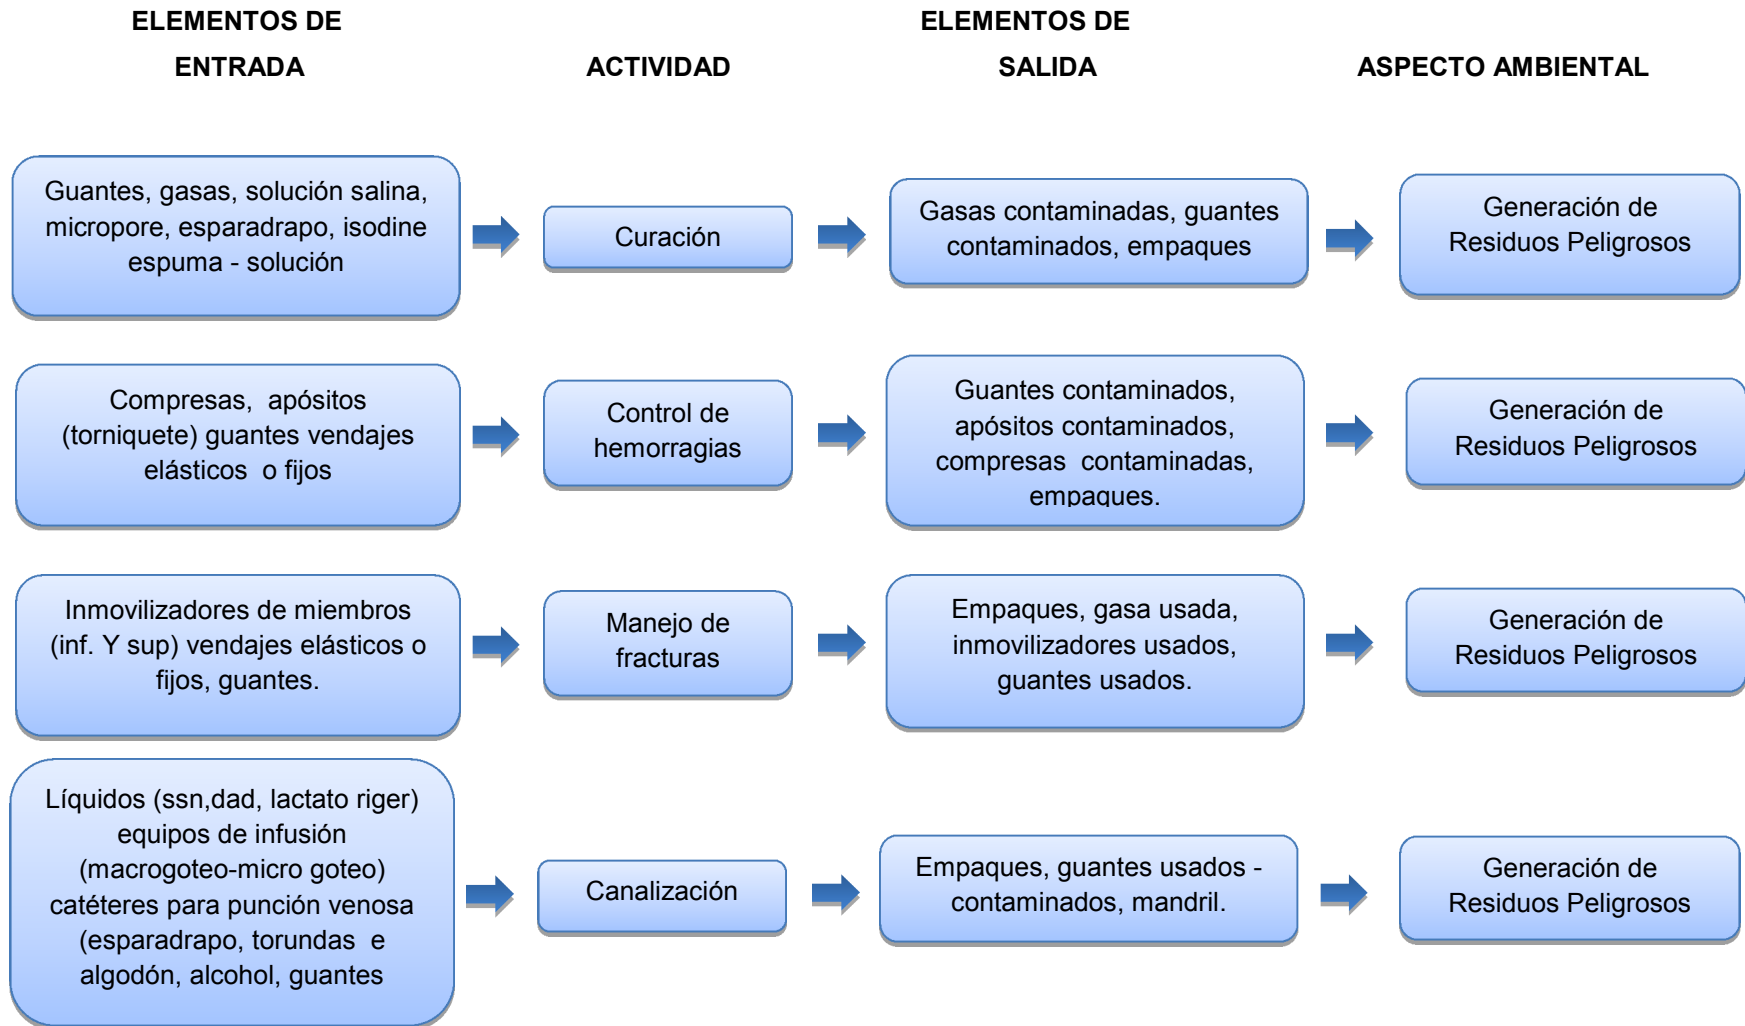 ELEMENTOS DE
ENTRADA
ACTIVIDAD
ELEMENTOS DE
SALIDA
ASPECTO AMBIENTAL
Guantes, gasas, solución salina,
micropore, esparadrapo, isodine
espuma - solución
Curación
Gasas contaminadas, guantes
contaminados, empaques
Generación de
Residuos Peligrosos
Compresas, apósitos
(torniquete) guantes vendajes
elásticos o fijos
Control de
hemorragias
Guantes contaminados,
apósitos contaminados,
compresas contaminadas,
empaques.
Generación de
Residuos Peligrosos
Inmovilizadores de miembros
(inf. Y sup) vendajes elásticos o
fijos, guantes.
Manejo de
fracturas
Empaques, gasa usada,
inmovilizadores usados,
guantes usados.
Generación de
Residuos Peligrosos
Líquidos (ssn,dad, lactato riger)
equipos de infusión
(macrogoteo-micro goteo)
catéteres para punción venosa
(esparadrapo, torundas e
algodón, alcohol, guantes
Canalización
Empaques, guantes usados -
contaminados, mandril.
Generación de
Residuos Peligrosos